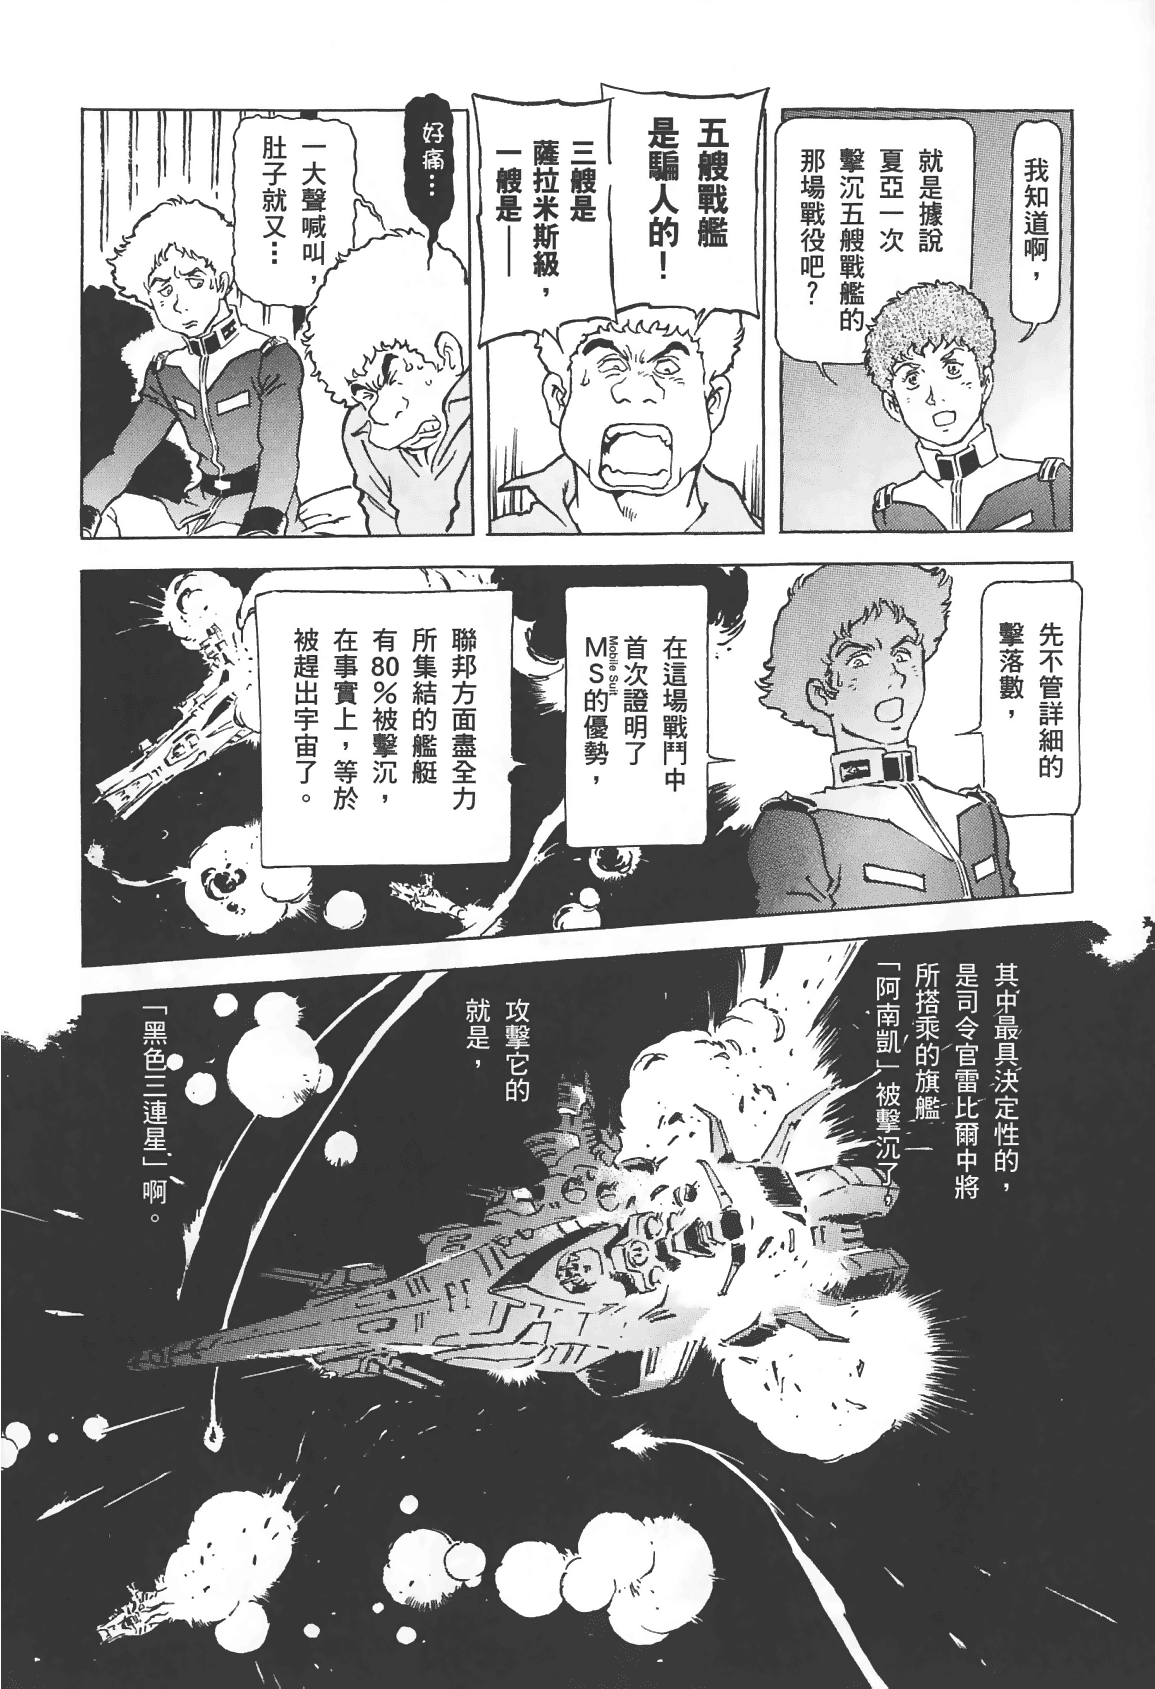 我知道啊，
就是據說
夏亞一次
擊沉五艘戰艦的
那場戰役吧？
五艘戰艦
是騙人的！
三艘是
薩拉米斯級，
一艘是——
好痛…
一大聲喊叫，
肚子就又…
先不管詳細的
擊落數，
在這場戰鬥中
首次證明了
MS的優勢，
Mobile Suit
聯邦方面盡全力
所集結的艦艇
有80%被擊沉，
在事實上，等於
被趕出宇宙了。
其中最具決定性的，
是司令官雷比爾中將
所搭乘的旗艦
「阿南凱」被擊沉了，
攻擊它的
就是，
「黑色三連星」啊。